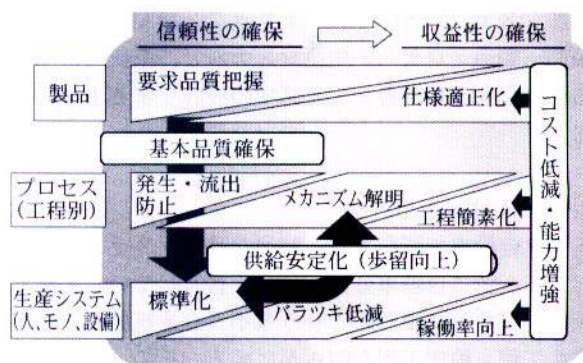 信頼性の確保
収益性の確保
製品
要求品質把握
仕様適正化
基本品質確保
プロセス
(工程別)
発生・流出
防止
メカニズム解明
工程簡素化
供給安定化(歩留向上)
生産システム
(人、モノ、設備)
標準化
バラツキ低減
稼働率向上
コスト低減・能力増強